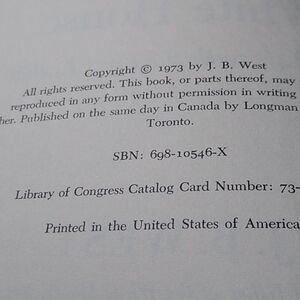 Copyright © 1973 by J. B. West
All rights reserved. This book, or parts thereof, may
reproduced in any form without permission in writing
her. Published on the same day in Canada by Longman
Toronto.
SBN: 698-10546-X
Library of Congress Catalog Card Number: 73-
Printed in the United States of America